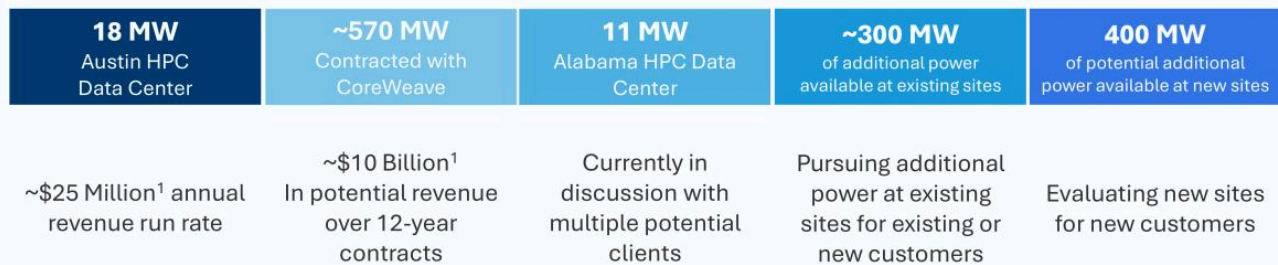 18 MW
Austin HPC
Data Center
~570 MW
Contracted with
CoreWeave
11 MW
Alabama HPC Data
Center
~300 MW
of additional power
available at existing sites
400 MW
of potential additional
power available at new sites
~$25 Million¹ annual
revenue run rate
~$10 Billion¹
In potential revenue
over 12-year
contracts
Currently in
discussion with
multiple potential
clients
Pursuing additional
power at existing
sites for existing or
new customers
Evaluating new sites
for new customers